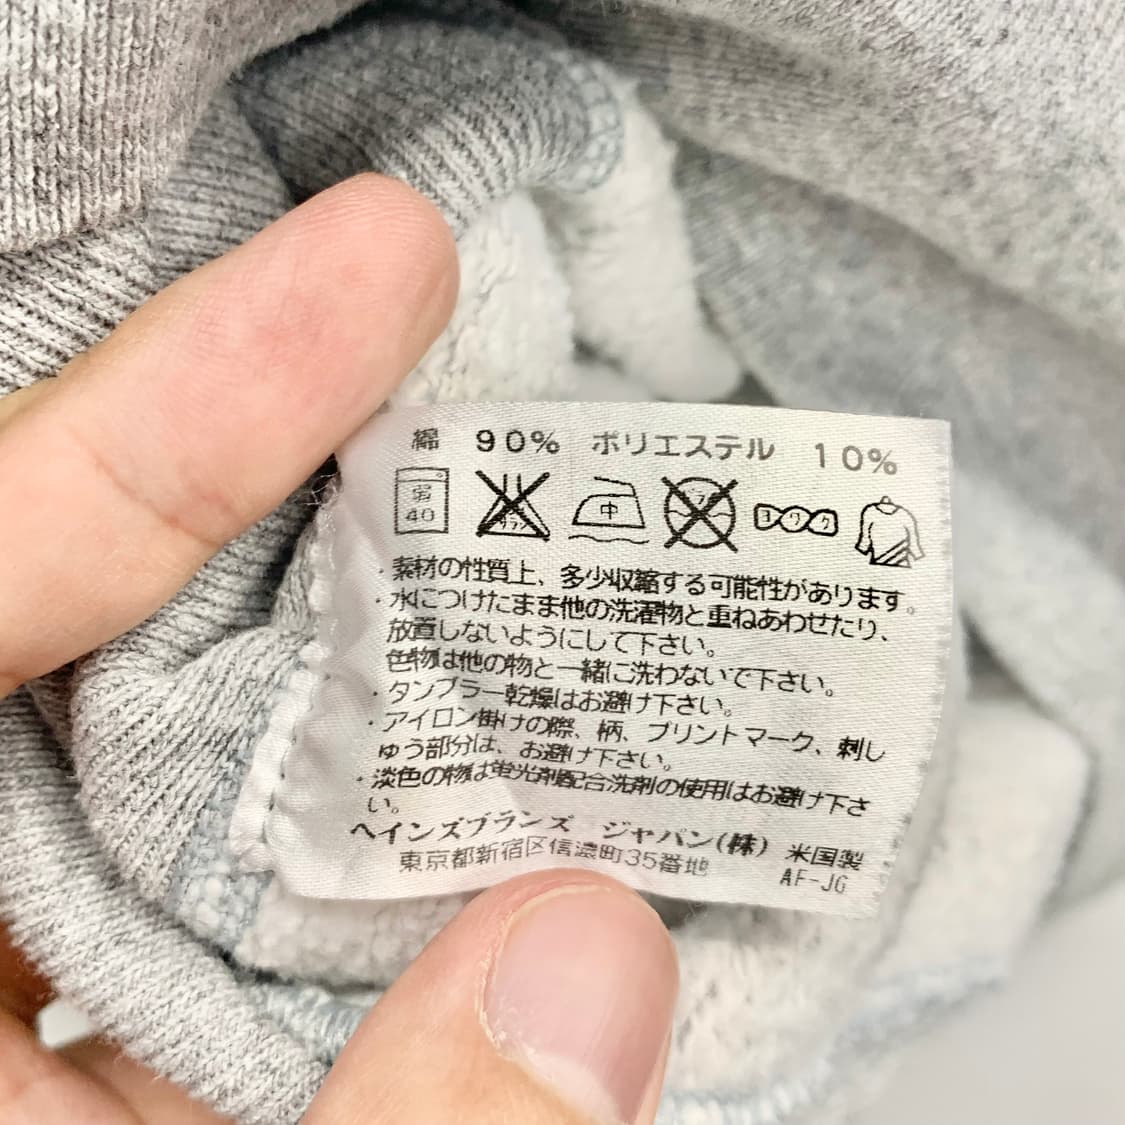 綿 90% ポリエステル 10%
弱 40 サラシ 中 ドライ ヨワク
・素材の性質上、多少収縮する可能性があります。
・水につけたまま他の洗濯物と重ねあわせたり、
放置しないようにして下さい。
色物は他の物と一緒に洗わないで下さい。
・タンブラー乾燥はお避け下さい。
・アイロン掛けの際、柄、プリントマーク、刺し
ゅう部分は、お避け下さい。
・淡色の物は蛍光剤配合洗剤の使用はお避け下さ
い。
ヘインズブランズ ジャパン(株) 米国製
東京都新宿区信濃町35番地 AF-JG